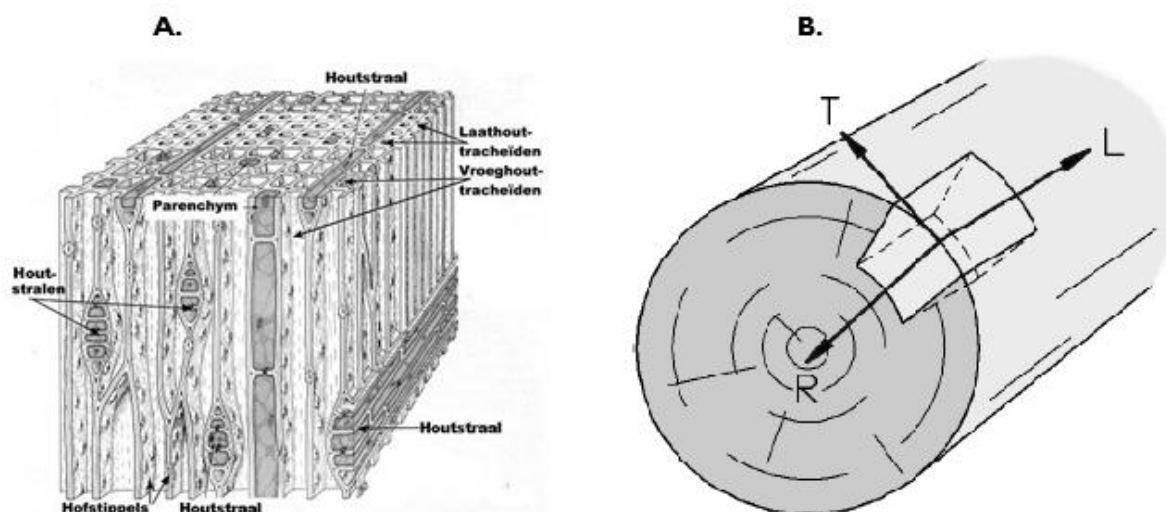 A.
B.
Houtstraal
Laathout-
tracheïden
Vroeghout-
tracheïden
Parenchym
Hout-
stralen
Houtstraal
Hofstippels
Houtstraal
T
L
R